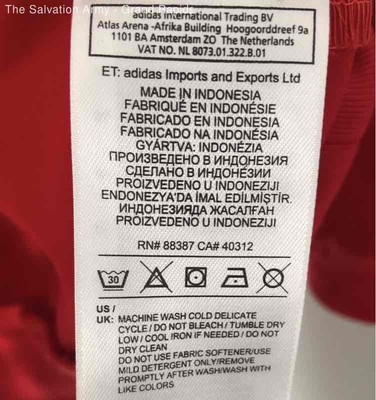 The Salvation Army - Grand Rapids
adidas International Trading BV
Atlas Arena -Afrika Building Hoogoorddreef 9a
1101 BA Amsterdam ZO The Netherlands
VAT NO. NL 8073.01.322.B.01
ET: adidas Imports and Exports Ltd
MADE IN INDONESIA
FABRIQUÉ EN INDONÉSIE
FABRICADO EN INDONESIA
FABRICADO NA INDONÉSIA
GYÁRTVA: INDONÉZIA
ПРОИЗВЕДЕНО В ИНДОНЕЗИЯ
СДЕЛАНО В ИНДОНЕЗИИ
PROIZVEDENO U INDONEZIJI
ENDONEZYA'DA İMAL EDİLMİŞTİR.
ИНДОНЕЗИЯДА ЖАСАЛҒАН
PROIZVEDENO U INDONEZIJI
RN# 88387 CA# 40312
30
US /
UK: MACHINE WASH COLD DELICATE
CYCLE / DO NOT BLEACH / TUMBLE DRY
LOW / COOL IRON IF NEEDED / DO NOT
DRY CLEAN
DO NOT USE FABRIC SOFTENER/USE
MILD DETERGENT ONLY/REMOVE
PROMPTLY AFTER WASH/WASH WITH
LIKE COLORS